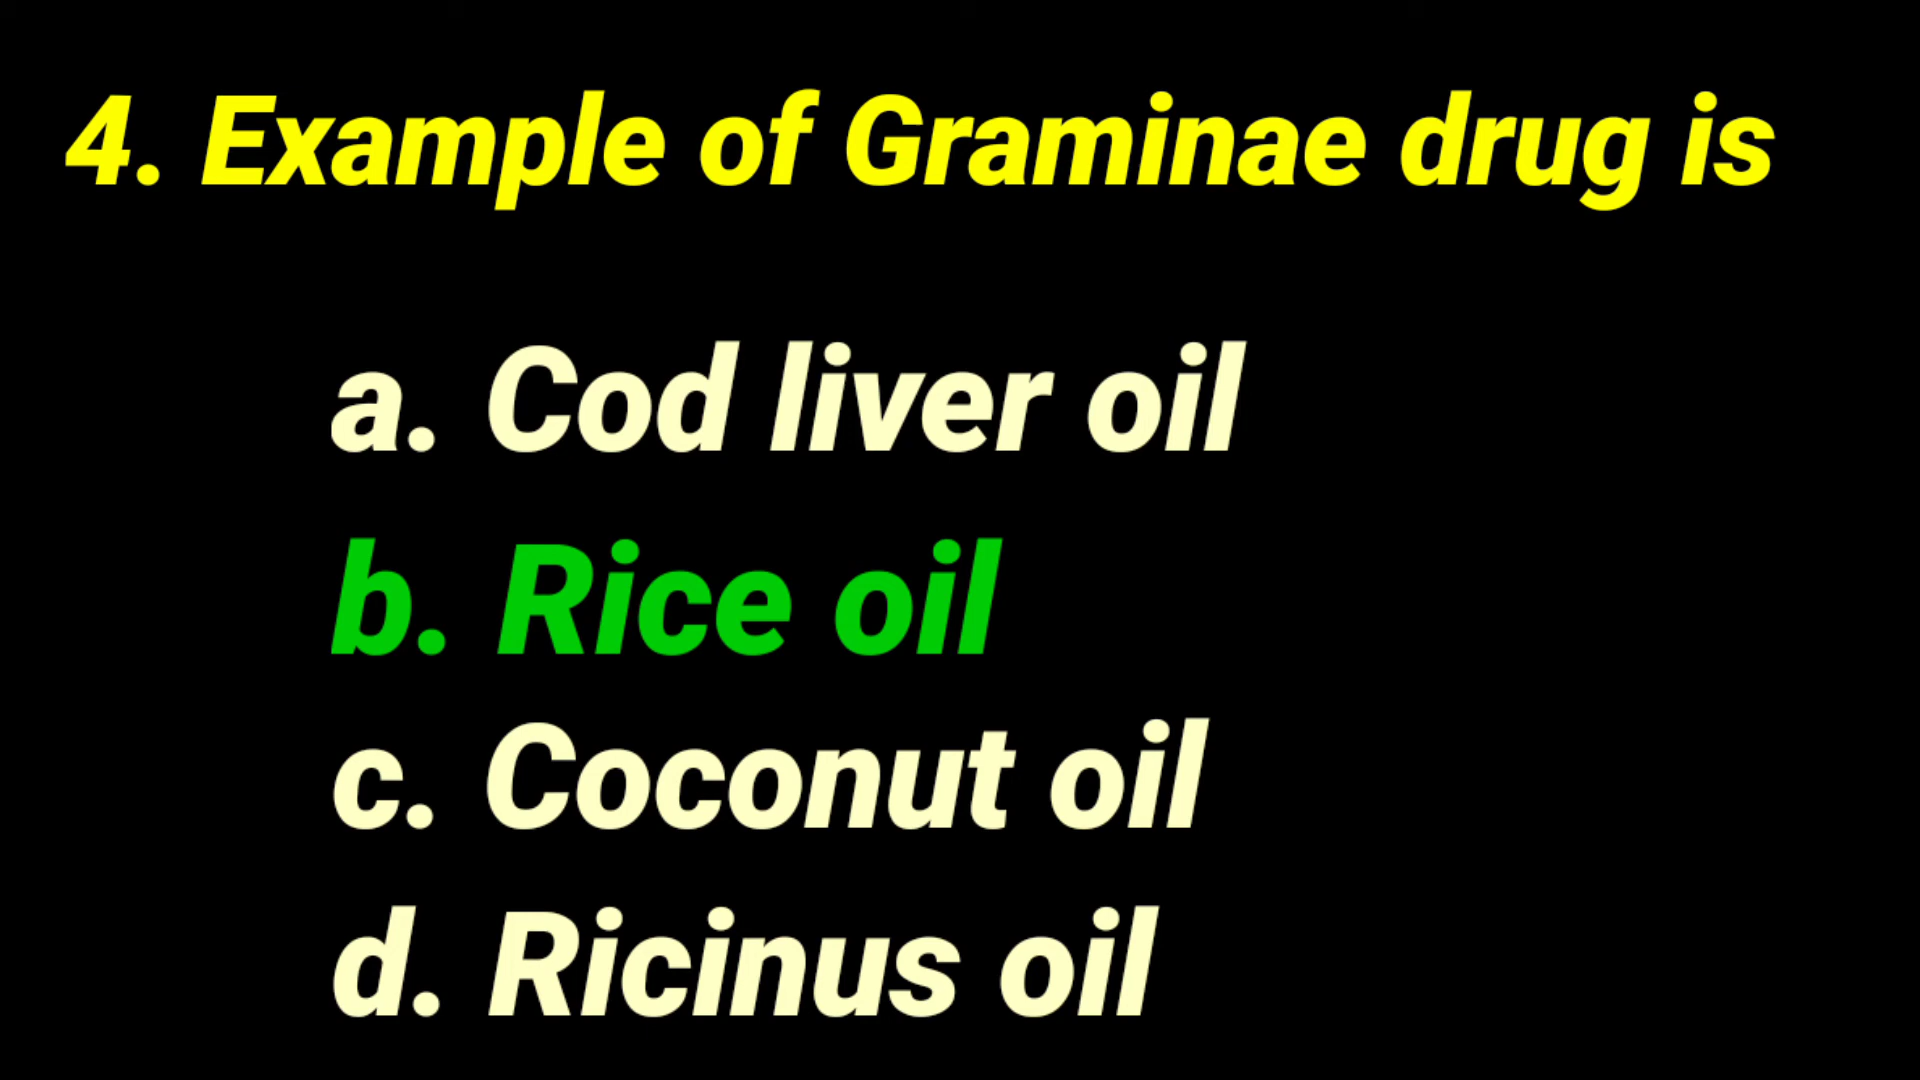 4. Example of Graminae drug is
a. Cod liver oil
b. Rice oil
c. Coconut oil
d. Ricinus oil